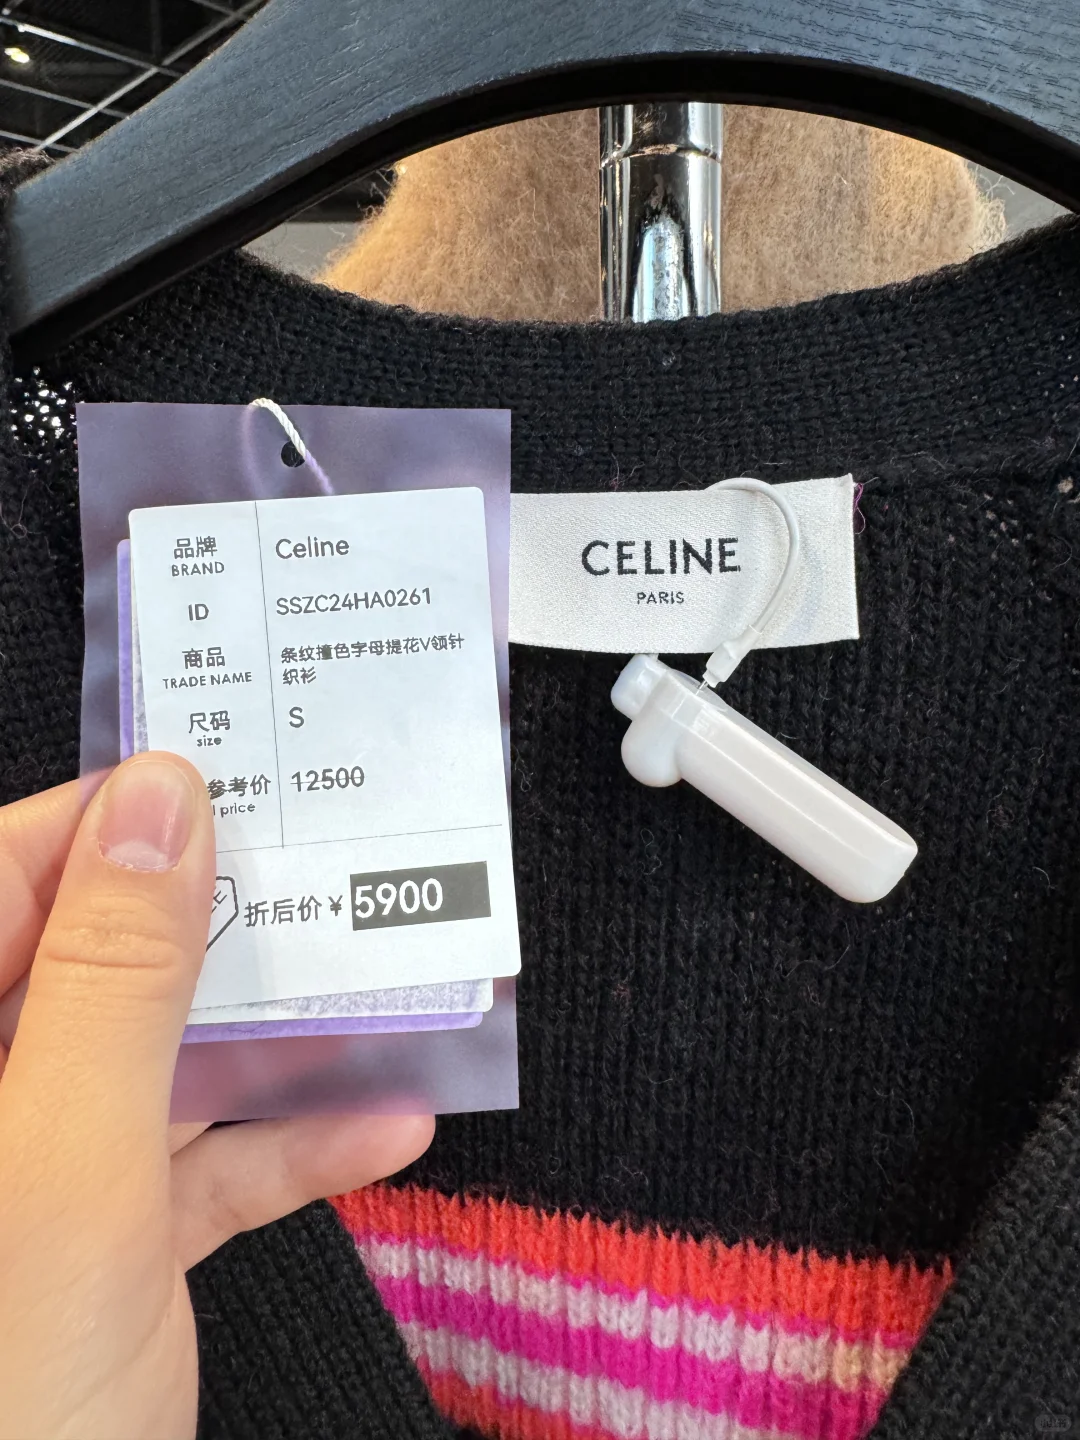 品牌 Celine
BRAND
ID SSZC24HA0261
商品 条纹撞色字母提花V领针
TRADE NAME 织衫
尺码 S
size
参考价 12500
price
折后价 ¥ 5900
CELINE
PARIS